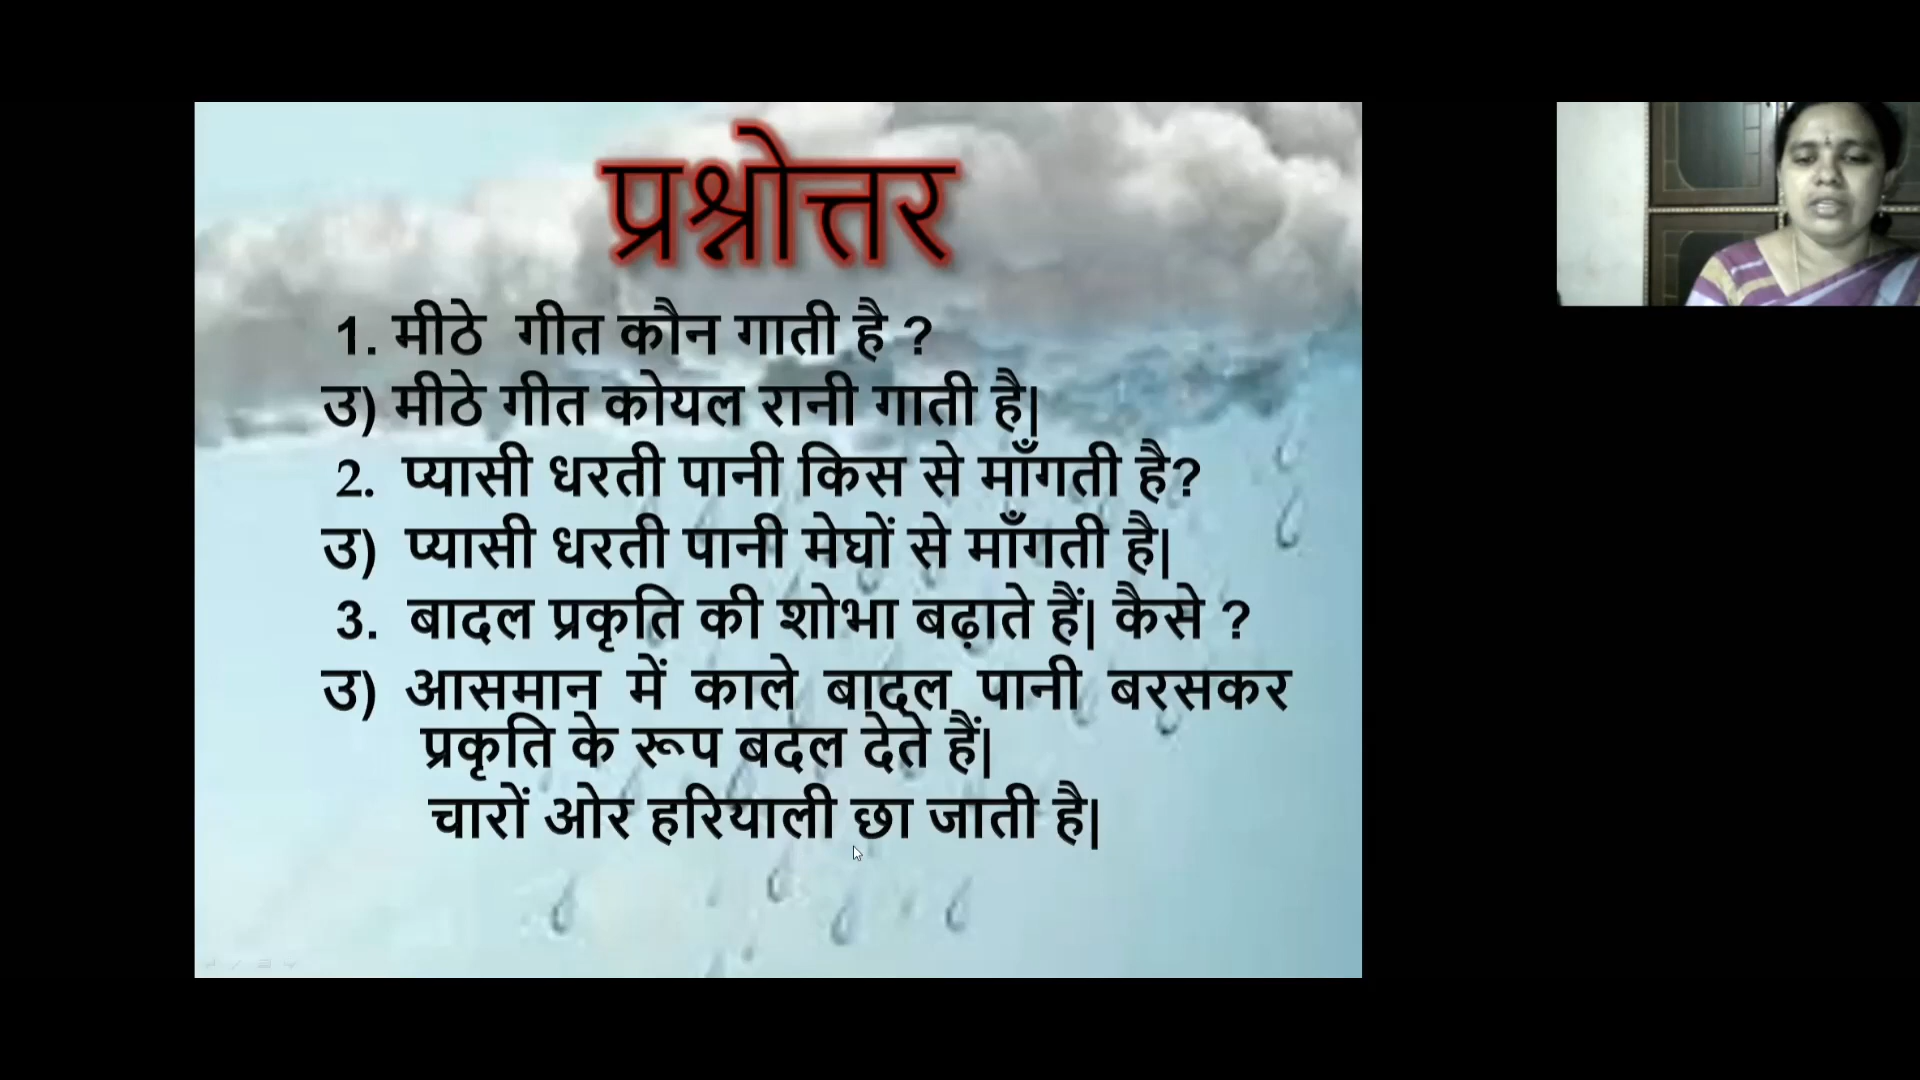 प्रश्नोत्तर
1. मीठे गीत कौन गाती है ?
उ) मीठे गीत कोयल रानी गाती है|
2. प्यासी धरती पानी किस से माँगती है?
उ) प्यासी धरती पानी मेघों से माँगती है|
3. बादल प्रकृति की शोभा बढ़ाते हैं| कैसे ?
उ) आसमान में काले बादल पानी बरसकर
प्रकृति के रूप बदल देते हैं|
चारों ओर हरियाली छा जाती है|